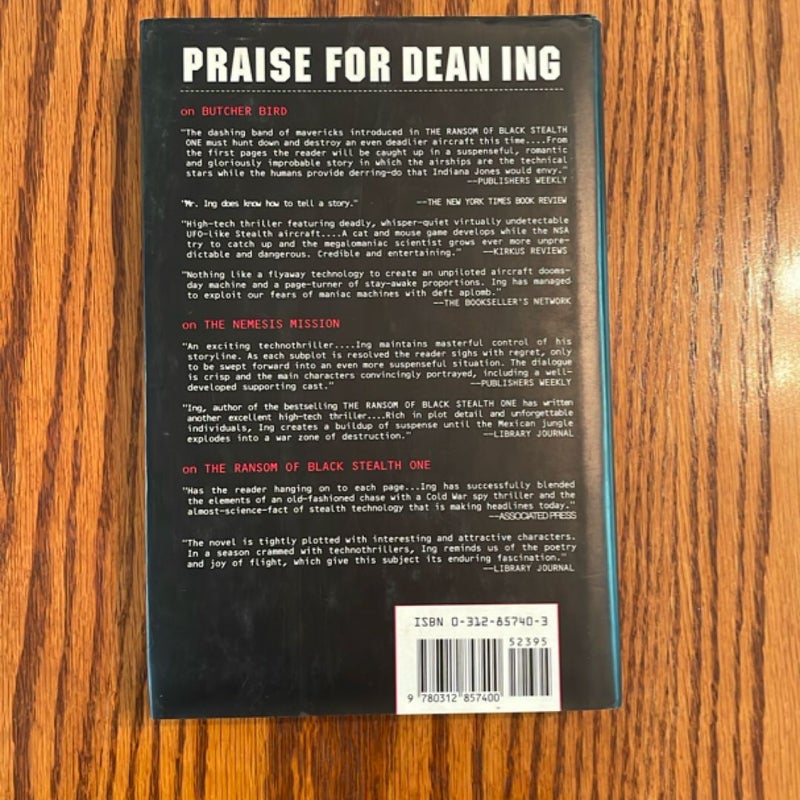 PRAISE FOR DEAN ING
on BUTCHER BIRD
"The dashing band of mavericks introduced in THE RANSOM OF BLACK STEALTH
ONE must hunt down and destroy an even deadlier aircraft this time....From
the first pages the reader will be caught up in a suspenseful, romantic
and gloriously improbable story in which the airships are the technical
stars while the humans provide derring-do that Indiana Jones would envy."
--PUBLISHERS WEEKLY
"Mr. Ing does know how to tell a story." --THE NEW YORK TIMES BOOK REVIEW
"High-tech thriller featuring deadly, whisper-quiet virtually undetectable
UFO-like Stealth aircraft....A cat and mouse game develops while the NSA
try to catch up and the megalomaniac scientist grows ever more unpre-
dictable and dangerous. Credible and entertaining." --KIRKUS REVIEWS
"Nothing like a flyaway technology to create an unpiloted aircraft dooms-
day machine and a page-turner of stay-awake proportions. Ing has managed
to exploit our fears of maniac machines with deft aplomb."
--THE BOOKSELLER'S NETWORK
on THE NEMESIS MISSION
"An exciting technothriller....Ing maintains masterful control of his
storyline. As each subplot is resolved the reader sighs with regret, only
to be swept forward into an even more suspenseful situation. The dialogue
is crisp and the main characters convincingly portrayed, including a well-
developed supporting cast." --PUBLISHERS WEEKLY
"Ing, author of the bestselling THE RANSOM OF BLACK STEALTH ONE has written
another excellent high-tech thriller....Rich in plot detail and unforgettable
individuals, Ing creates a buildup of suspense until the Mexican jungle
explodes into a war zone of destruction." --LIBRARY JOURNAL
on THE RANSOM OF BLACK STEALTH ONE
"Has the reader hanging on to each page...Ing has successfully blended
the elements of an old-fashioned chase with a Cold War spy thriller and the
almost-science-fact of stealth technology that is making headlines today."
--ASSOCIATED PRESS
"The novel is tightly plotted with interesting and attractive characters.
In a season crammed with technothrillers, Ing reminds us of the poetry
and joy of flight, which give this subject its enduring fascination."
--LIBRARY JOURNAL
ISBN 0-312-85740-3
52395
9 780312 857400